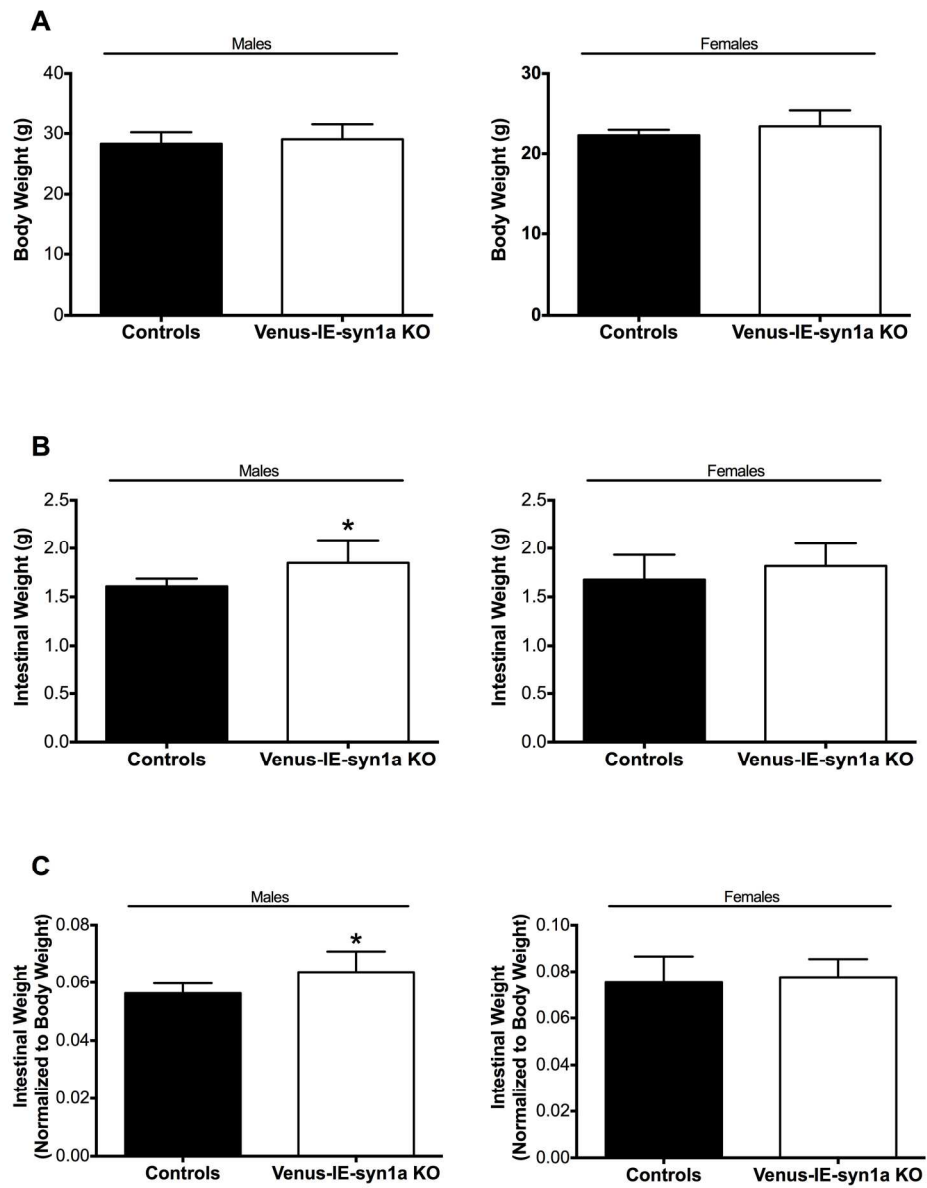 A
Males
Females
Body Weight (g)
40
30
20
10
0
Controls
Venus-IE-syn1a KO
Body Weight (g)
30
20
10
0
Controls
Venus-IE-syn1a KO
B
Males
Females
Intestinal Weight (g)
2.5
2.0
1.5
1.0
0.5
0.0
*
Controls
Venus-IE-syn1a KO
Intestinal Weight (g)
2.5
2.0
1.5
1.0
0.5
0.0
Controls
Venus-IE-syn1a KO
C
Males
Females
Intestinal Weight
(Normalized to Body Weight)
0.08
0.06
0.04
0.02
0.00
*
Controls
Venus-IE-syn1a KO
Intestinal Weight
(Normalized to Body Weight)
0.10
0.08
0.06
0.04
0.02
0.00
Controls
Venus-IE-syn1a KO